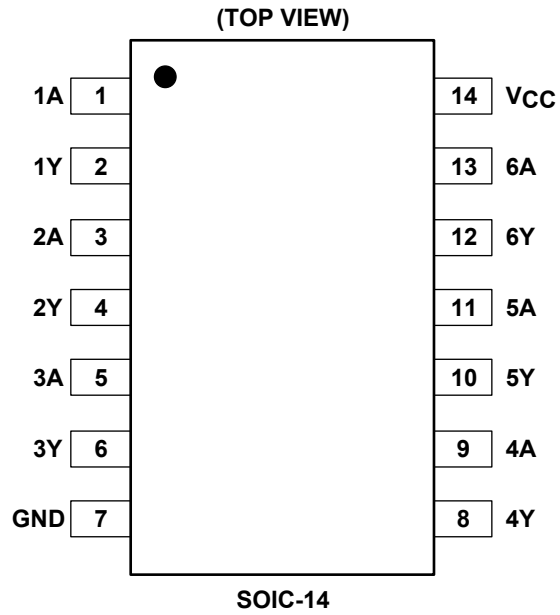 (TOP VIEW)
1A 1 14 VCC
1Y 2 13 6A
2A 3 12 6Y
2Y 4 11 5A
3A 5 10 5Y
3Y 6 9 4A
GND 7 8 4Y
SOIC-14